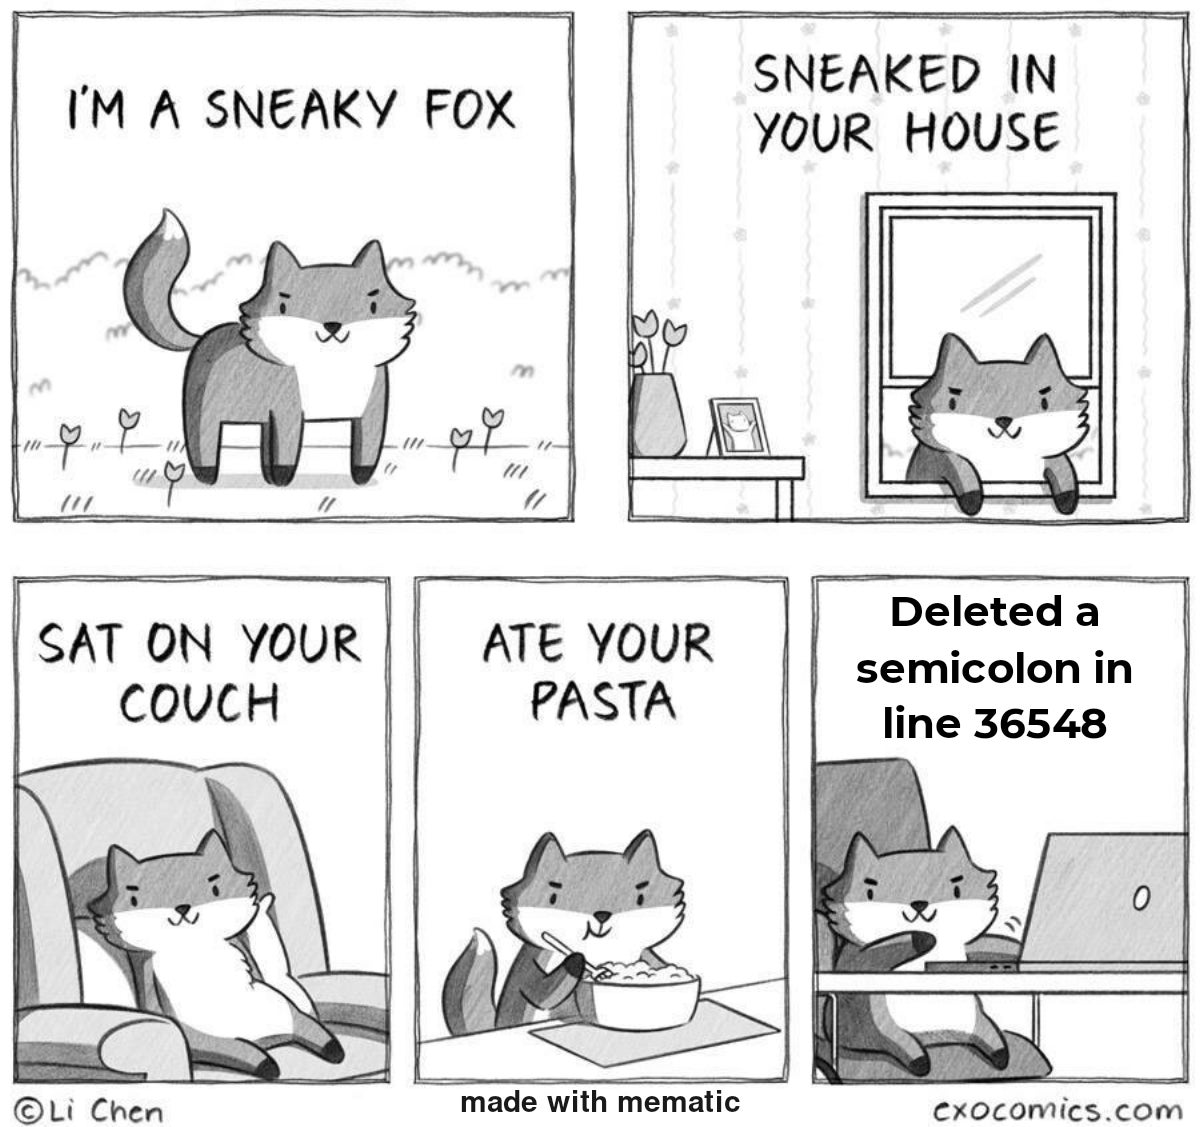 I'M A SNEAKY FOX
SNEAKED IN
YOUR HOUSE
SAT ON YOUR
COUCH
ATE YOUR
PASTA
Deleted a
semicolon in
line 36548
©Li Chen
made with mematic
exocomics.com